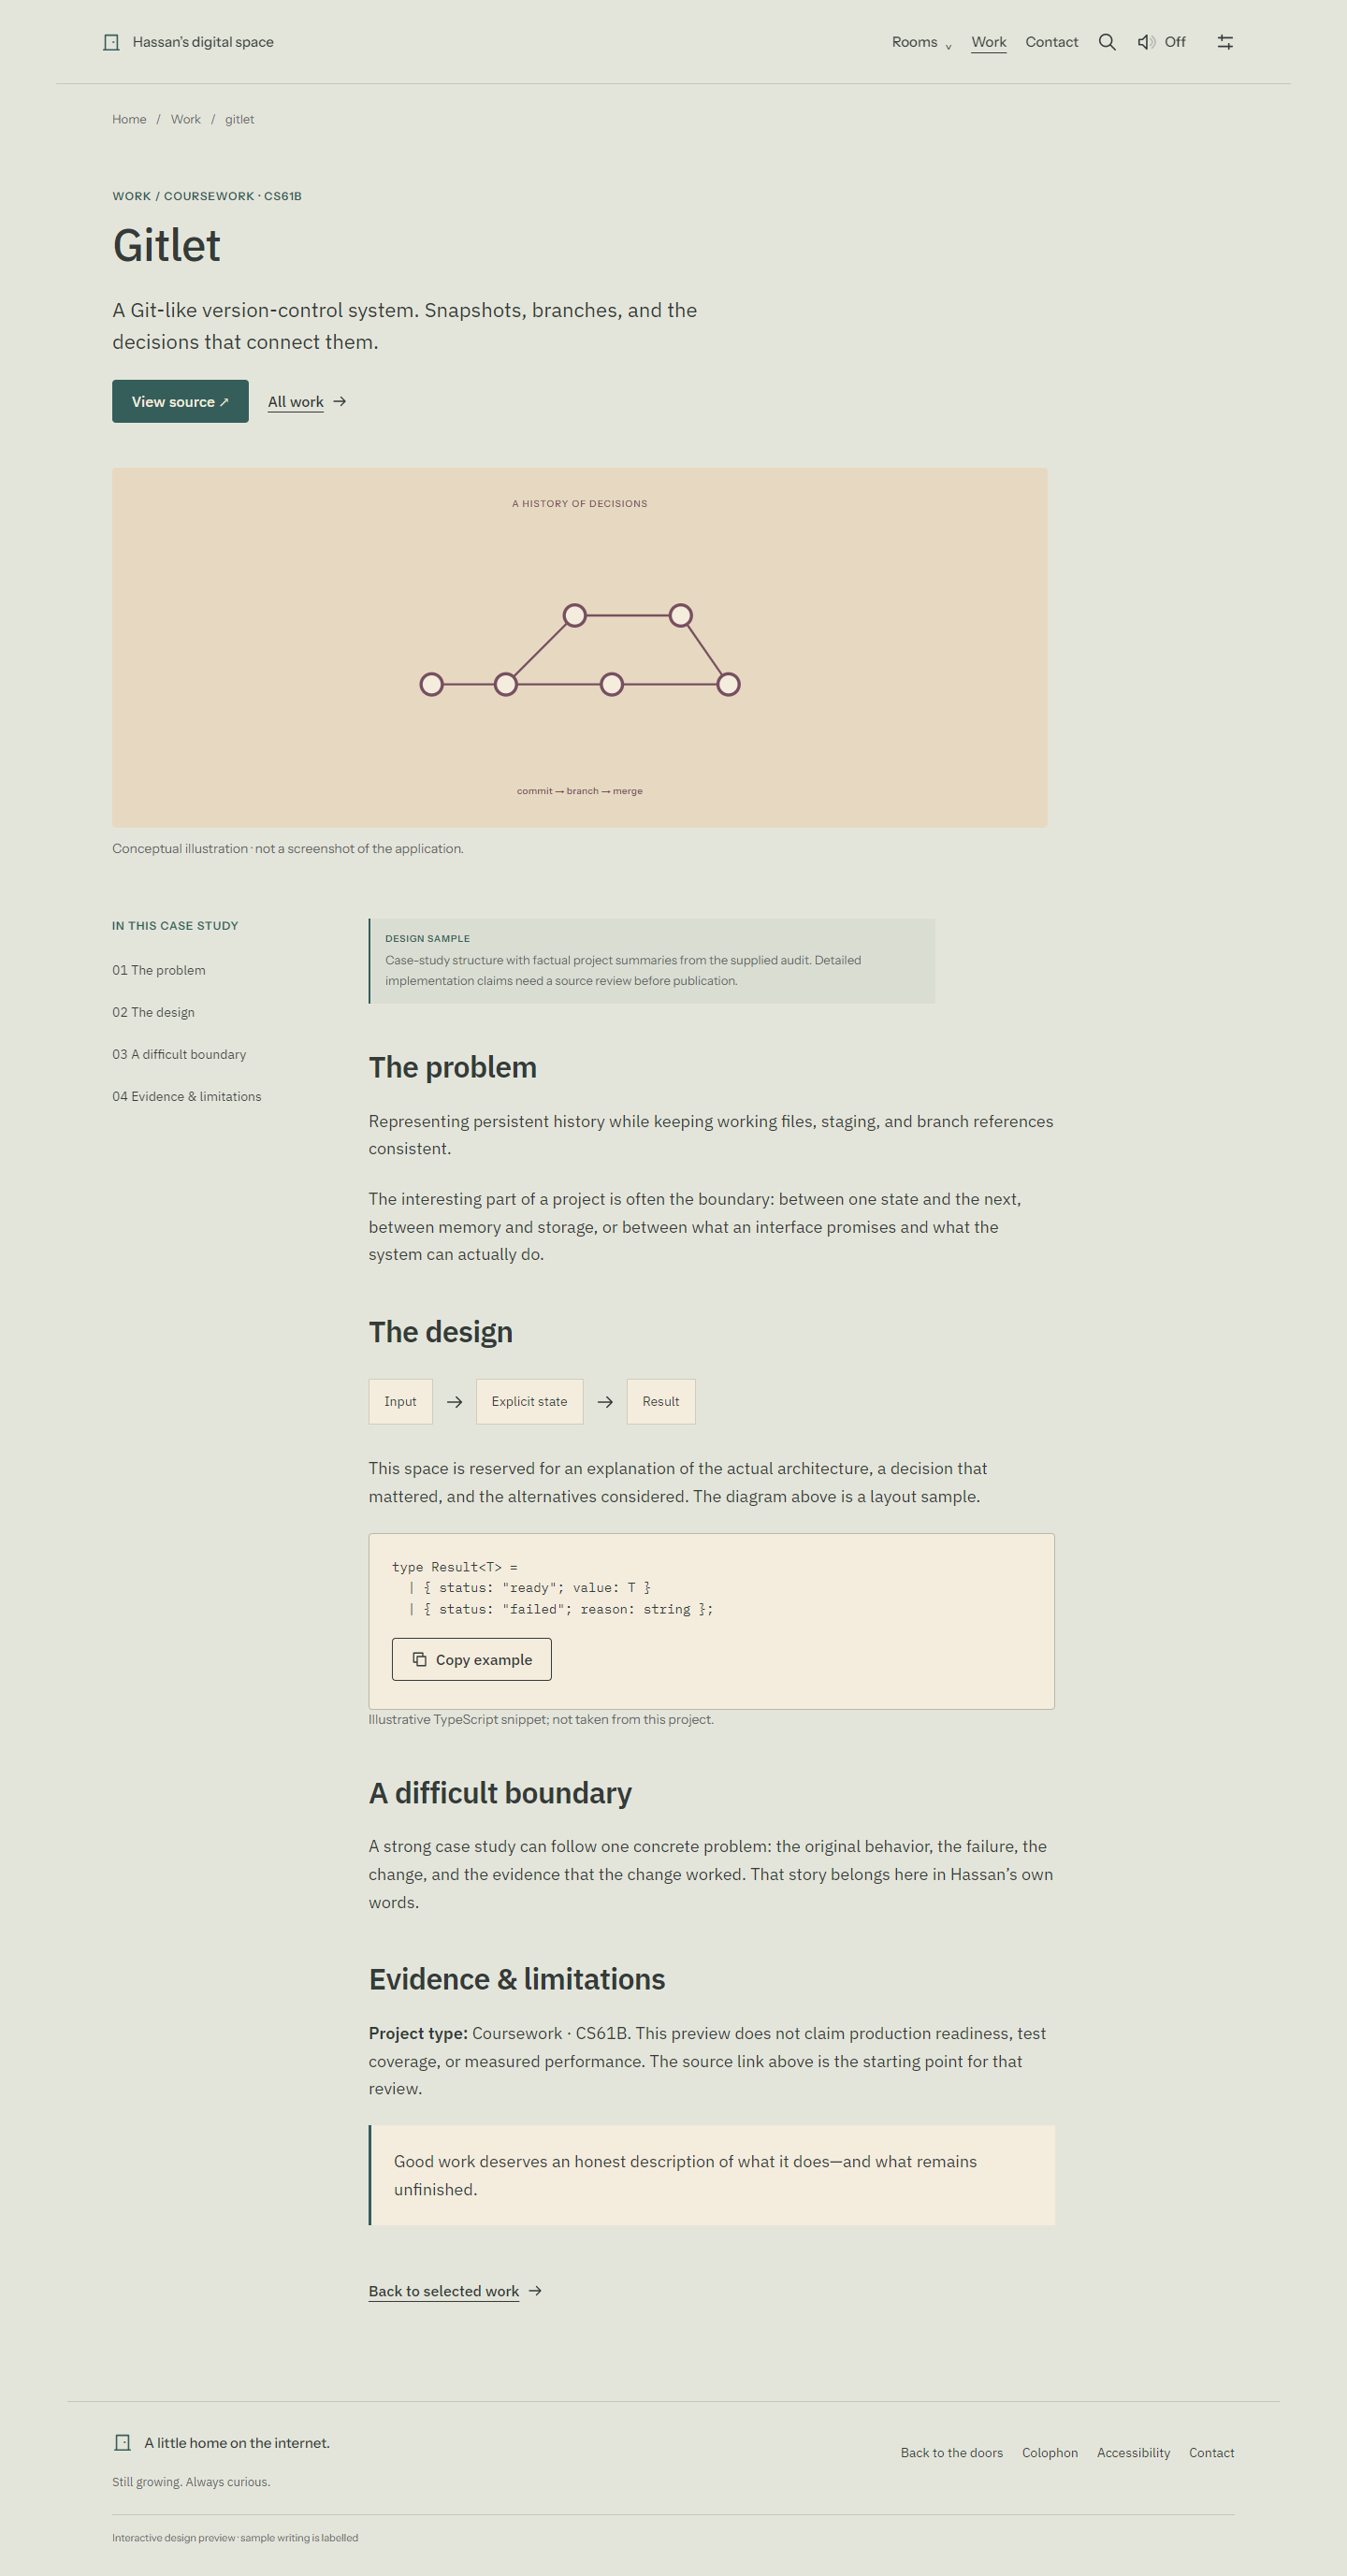 Hassan's digital space
Rooms Work Contact Off
Home / Work / gitlet
WORK / COURSEWORK · CS61B
Gitlet
A Git-like version-control system. Snapshots, branches, and the
decisions that connect them.
View source ↗ All work →
A HISTORY OF DECISIONS
commit → branch → merge
Conceptual illustration · not a screenshot of the application.
IN THIS CASE STUDY
01 The problem
02 The design
03 A difficult boundary
04 Evidence & limitations
DESIGN SAMPLE
Case-study structure with factual project summaries from the supplied audit. Detailed
implementation claims need a source review before publication.
The problem
Representing persistent history while keeping working files, staging, and branch references
consistent.
The interesting part of a project is often the boundary: between one state and the next,
between memory and storage, or between what an interface promises and what the
system can actually do.
The design
Input → Explicit state → Result
This space is reserved for an explanation of the actual architecture, a decision that
mattered, and the alternatives considered. The diagram above is a layout sample.
type Result<T> =
  | { status: "ready"; value: T }
  | { status: "failed"; reason: string };
Copy example
Illustrative TypeScript snippet; not taken from this project.
A difficult boundary
A strong case study can follow one concrete problem: the original behavior, the failure, the
change, and the evidence that the change worked. That story belongs here in Hassan's own
words.
Evidence & limitations
Project type: Coursework · CS61B. This preview does not claim production readiness, test
coverage, or measured performance. The source link above is the starting point for that
review.
Good work deserves an honest description of what it does—and what remains
unfinished.
Back to selected work →
A little home on the internet.
Still growing. Always curious.
Back to the doors Colophon Accessibility Contact
Interactive design preview · sample writing is labelled